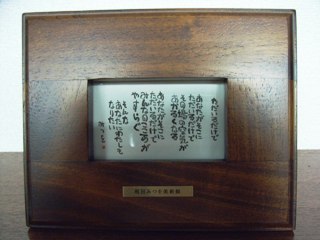 ただいるだけで
あなたがそこに
ただいるだけで
その場の空気が
あかるくなる
あなたがそこに
ただいるだけで
みんなのこころが
やすらぐ
そんな
あなたにわたしも
なりたい
みつを
相田みつを美術館